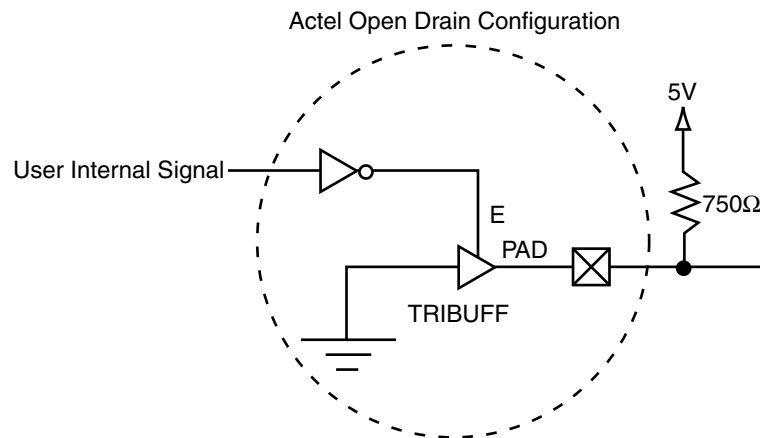 Actel Open Drain Configuration
5V
User Internal Signal
750Ω
E
PAD
TRIBUFF